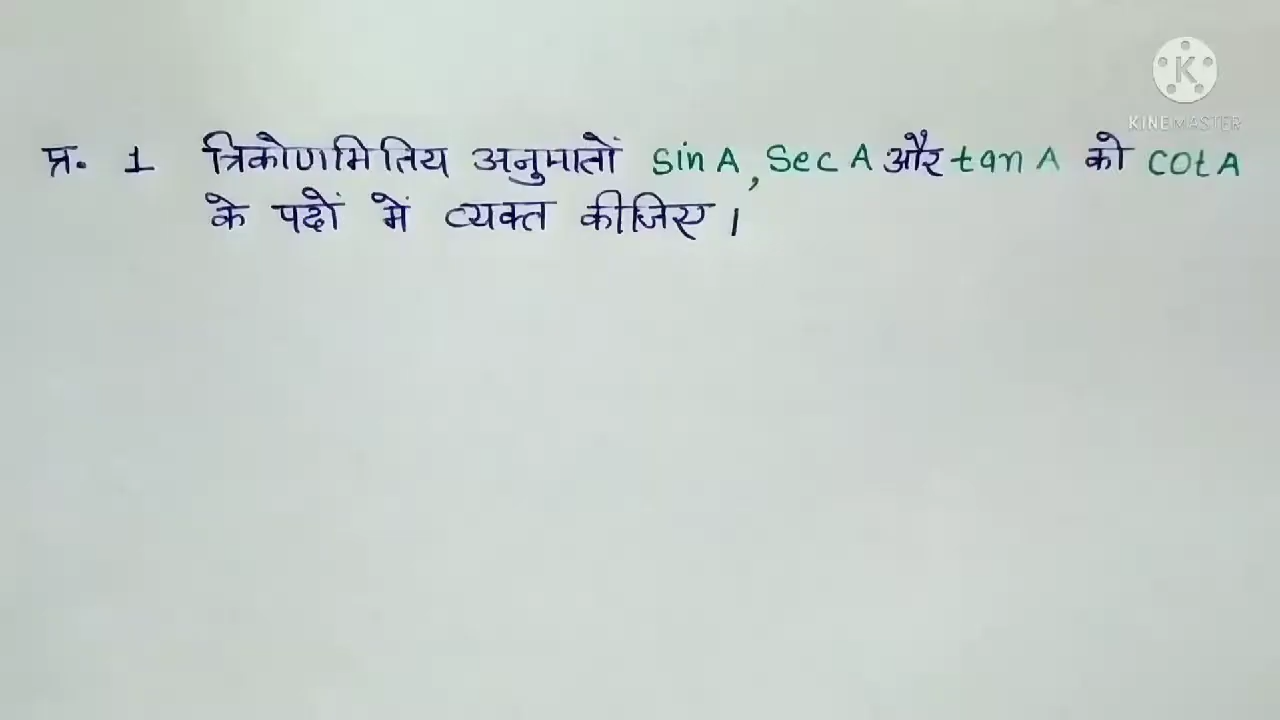 K
KINEMASTER
प्र. 1 त्रिकोणमितिय अनुपातों sin A, Sec A और tan A को cot A
के पदों में व्यक्त कीजिए।